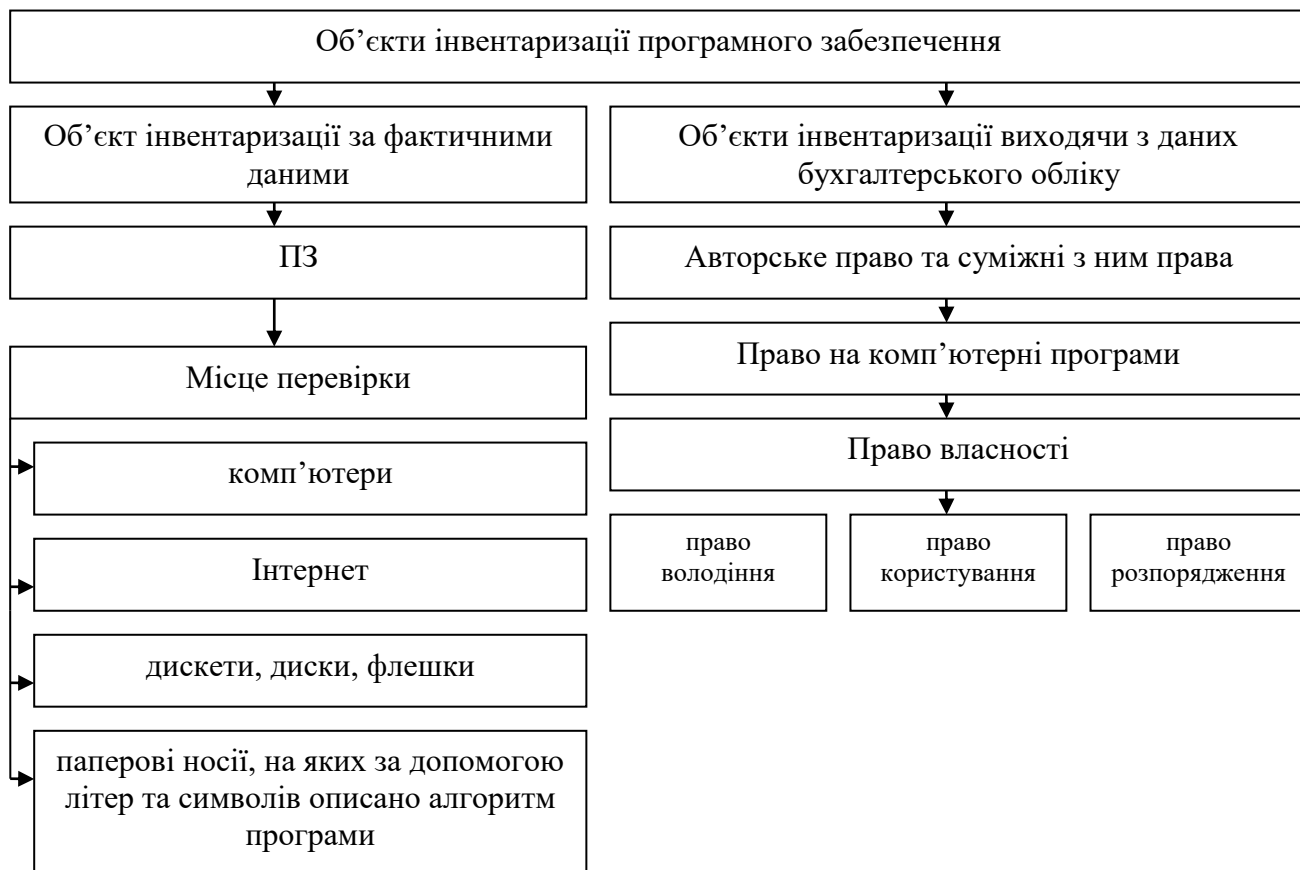 Об’єкти інвентаризації програмного забезпечення
Об’єкт інвентаризації за фактичними
даними
ПЗ
Місце перевірки
комп’ютери
Інтернет
дискети, диски, флешки
паперові носії, на яких за допомогою
літер та символів описано алгоритм
програми
Об’єкти інвентаризації виходячи з даних
бухгалтерського обліку
Авторське право та суміжні з ним права
Право на комп’ютерні програми
Право власності
право
володіння
право
користування
право
розпорядження